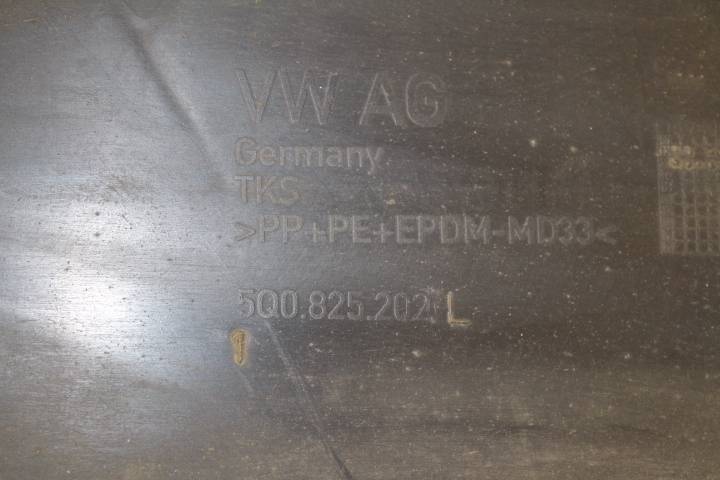 VW AG
Germany
TKS
>PP+PE+EPDM-MD33<
5Q0.825.202 L